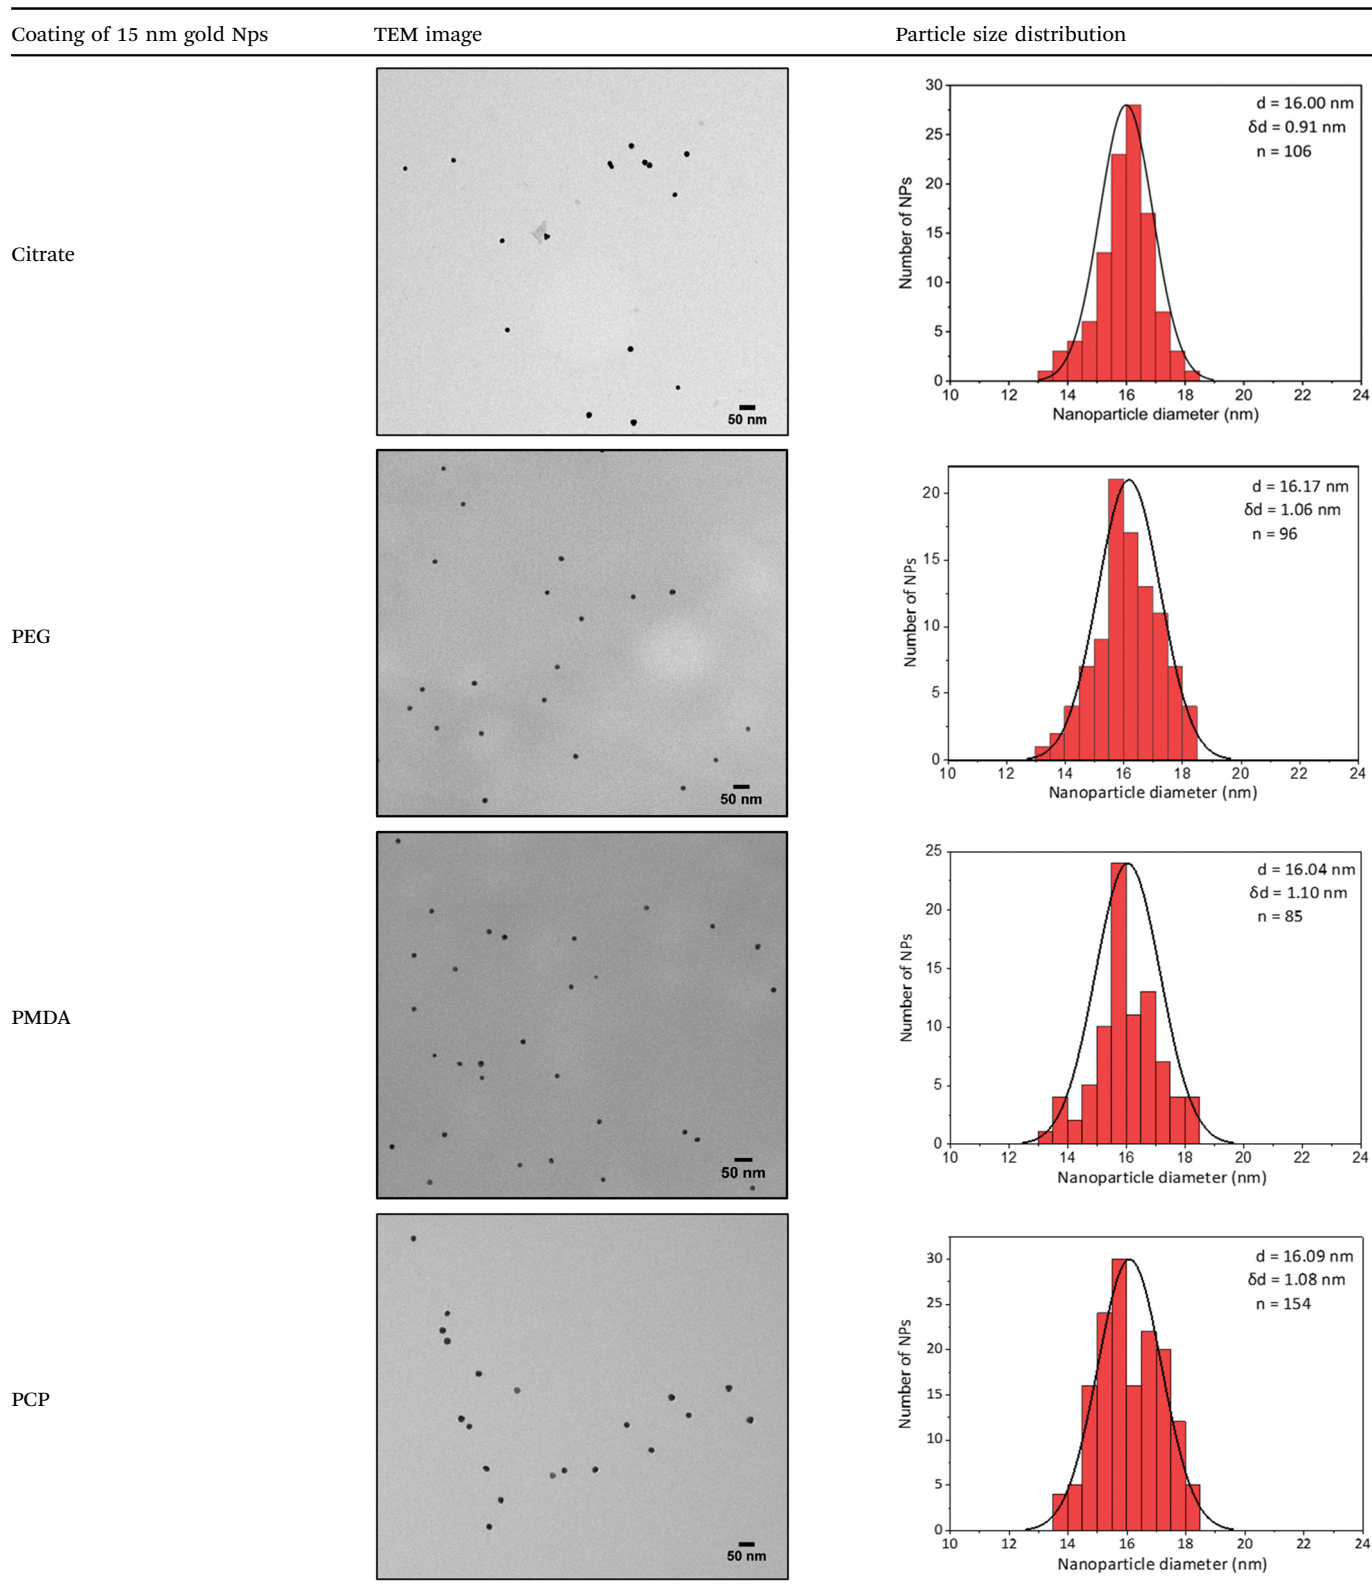 Coating of 15 nm gold Nps TEM image Particle size distribution
Citrate
50 nm
30
25
20
15
10
5
0
Number of NPs
d = 16.00 nm
δd = 0.91 nm
n = 106
10 12 14 16 18 20 22 24
Nanoparticle diameter (nm)
PEG
50 nm
20
15
10
5
0
Number of NPs
d = 16.17 nm
δd = 1.06 nm
n = 96
10 12 14 16 18 20 22 24
Nanoparticle diameter (nm)
PMDA
50 nm
25
20
15
10
5
0
Number of NPs
d = 16.04 nm
δd = 1.10 nm
n = 85
10 12 14 16 18 20 22 24
Nanoparticle diameter (nm)
PCP
50 nm
30
25
20
15
10
5
0
Number of NPs
d = 16.09 nm
δd = 1.08 nm
n = 154
10 12 14 16 18 20 22 24
Nanoparticle diameter (nm)